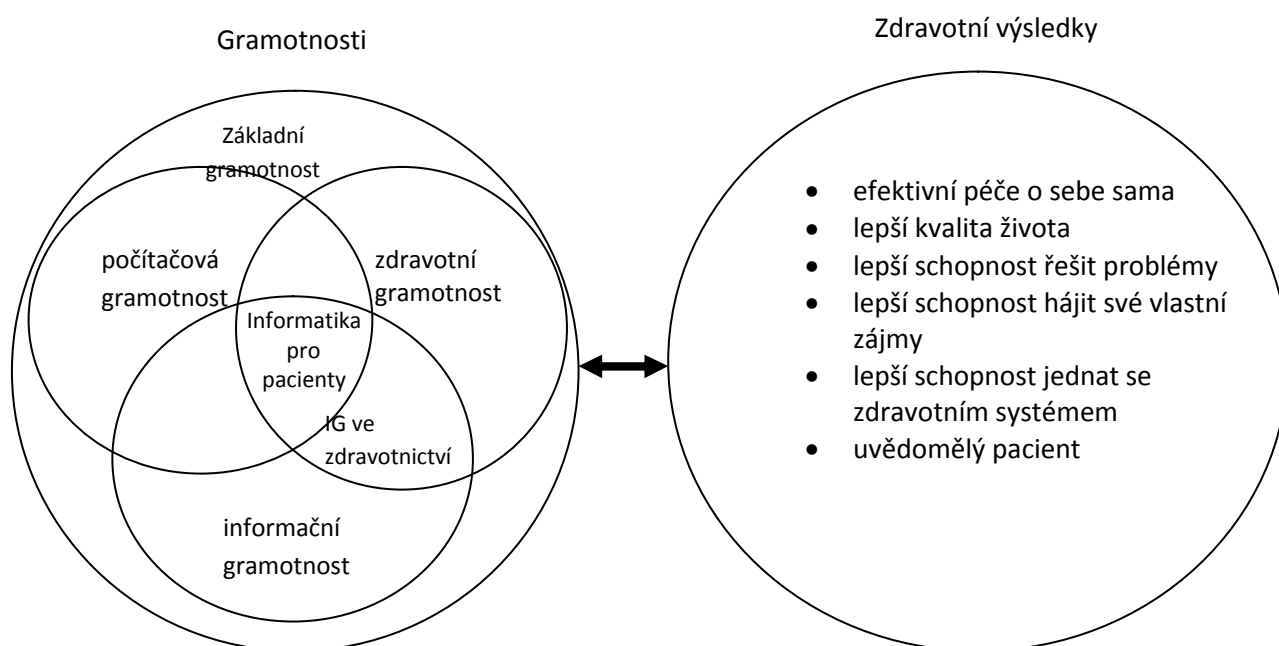 Gramotnosti
Základní
gramotnost
počítačová
gramotnost
zdravotní
gramotnost
Informatika
pro
pacienty
IG ve
zdravotnictví
informační
gramotnost
Zdravotní výsledky
• efektivní péče o sebe sama
• lepší kvalita života
• lepší schopnost řešit problémy
• lepší schopnost hájit své vlastní
zájmy
• lepší schopnost jednat se
zdravotním systémem
• uvědomělý pacient